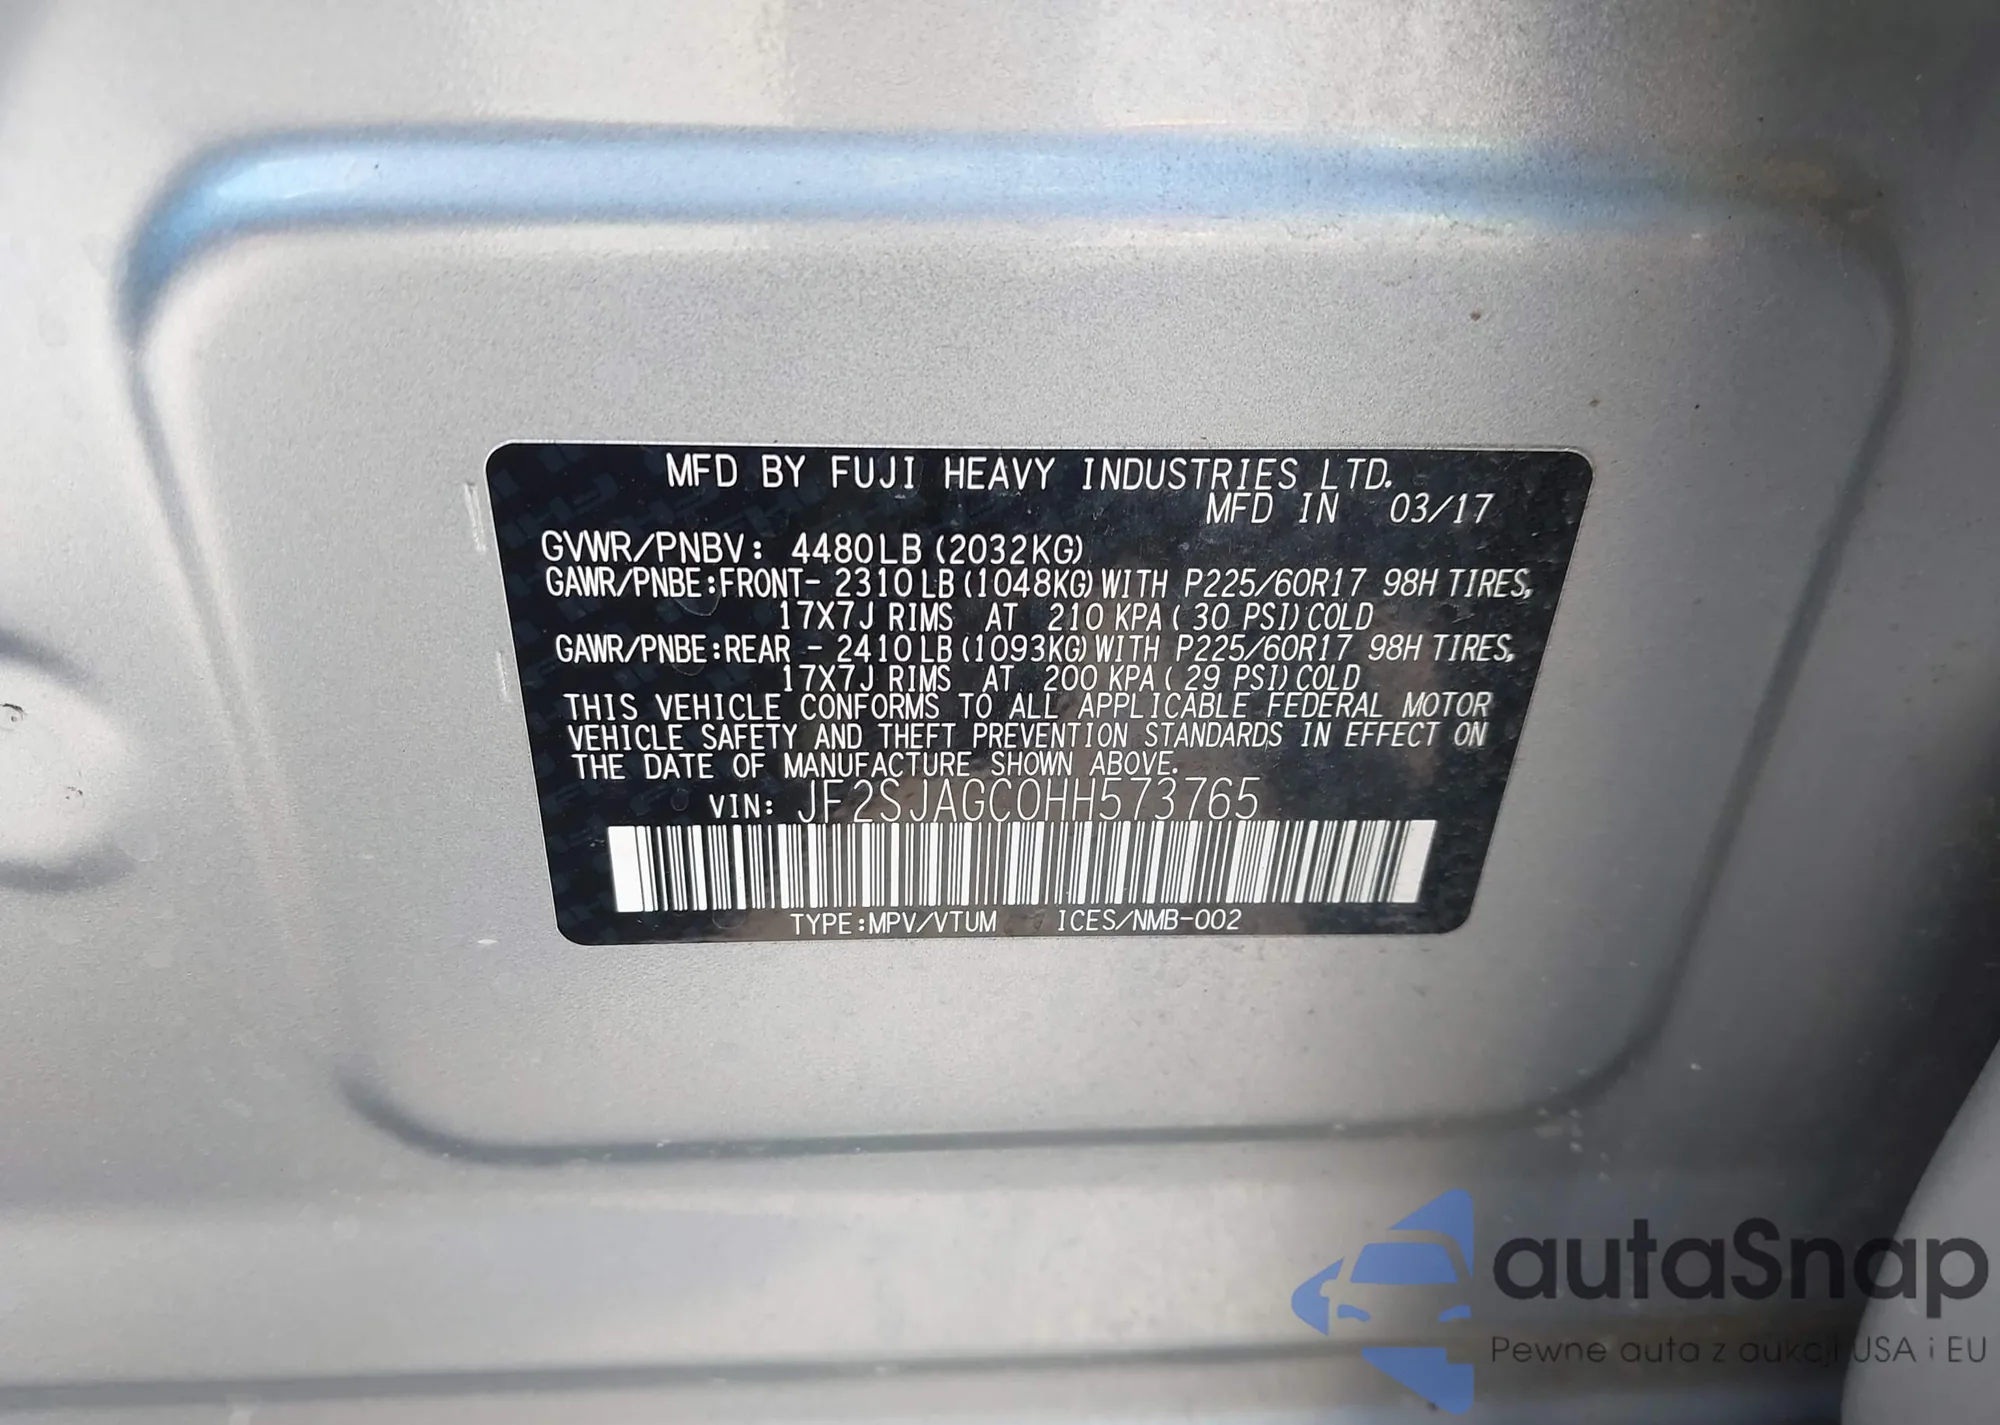 MFD BY FUJI HEAVY INDUSTRIES LTD.
MFD IN 03/17
GVWR/PNBV: 4480LB (2032KG)
GAWR/PNBE:FRONT- 2310LB(1048KG)WITH P225/60R17 98H TIRES,
17X7J RIMS AT 210 KPA( 30 PSI)COLD
GAWR/PNBE:REAR - 2410LB(1093KG)WITH P225/60R17 98H TIRES,
17X7J RIMS AT 200 KPA( 29 PSI)COLD
THIS VEHICLE CONFORMS TO ALL APPLICABLE FEDERAL MOTOR
VEHICLE SAFETY AND THEFT PREVENTION STANDARDS IN EFFECT ON
THE DATE OF MANUFACTURE SHOWN ABOVE.
VIN: JF2SJAGC0HH573765
TYPE:MPV/VTUM ICES/NMB-002
autaSnap
Pewne auta z aukcji USA i EU